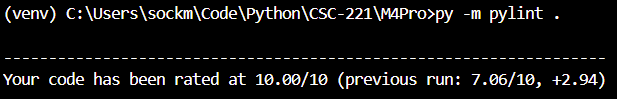 (venv) C:\Users\sockm\Code\Python\CSC-221\M4Pro>py -m pylint .
--------------------------------------------------------------------
Your code has been rated at 10.00/10 (previous run: 7.06/10, +2.94)